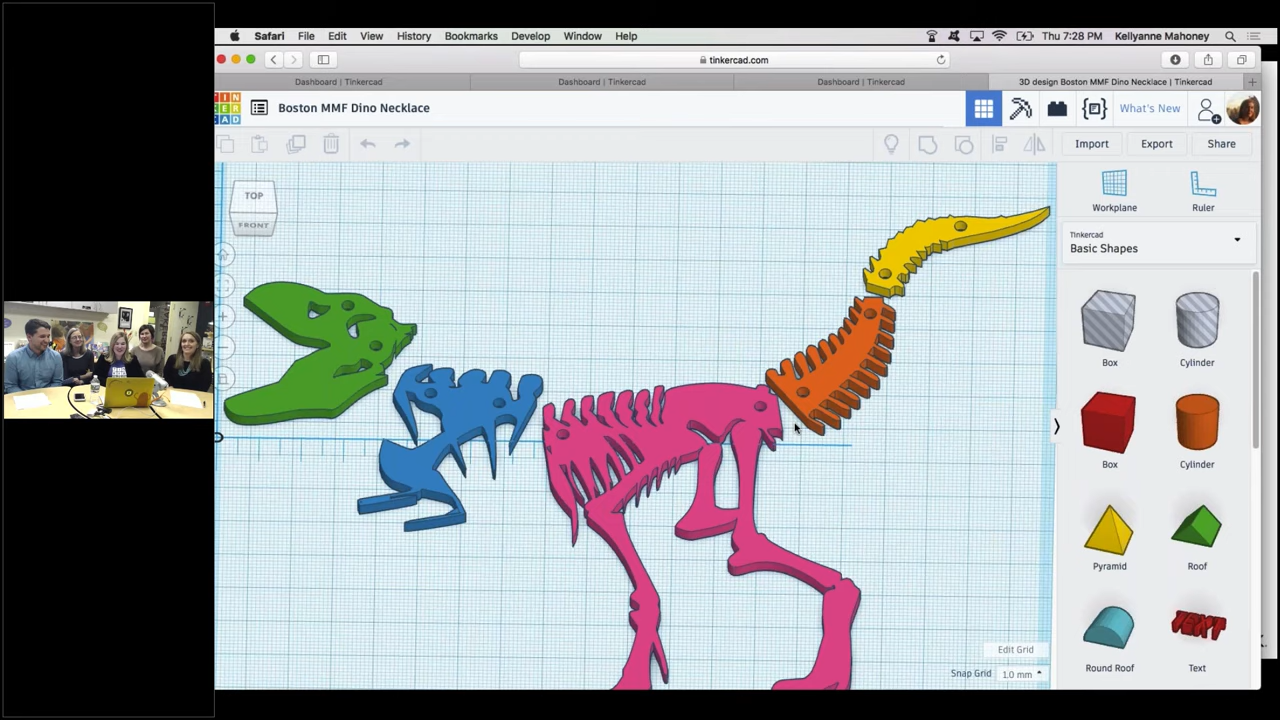 Safari File Edit View History Bookmarks Develop Window Help Thu 7:28 PM Kellyanne Mahoney
tinkercad.com
Dashboard | Tinkercad Dashboard | Tinkercad Dashboard | Tinkercad 3D design Boston MMF Dino Necklace | Tinkercad
TIN
KER
CAD
Boston MMF Dino Necklace What's New
Import Export Share
TOP
FRONT
Workplane Ruler
Tinkercad
Basic Shapes
Box Cylinder
Box Cylinder
Pyramid Roof
TEXT
Round Roof Text
Edit Grid
Snap Grid 1.0 mm